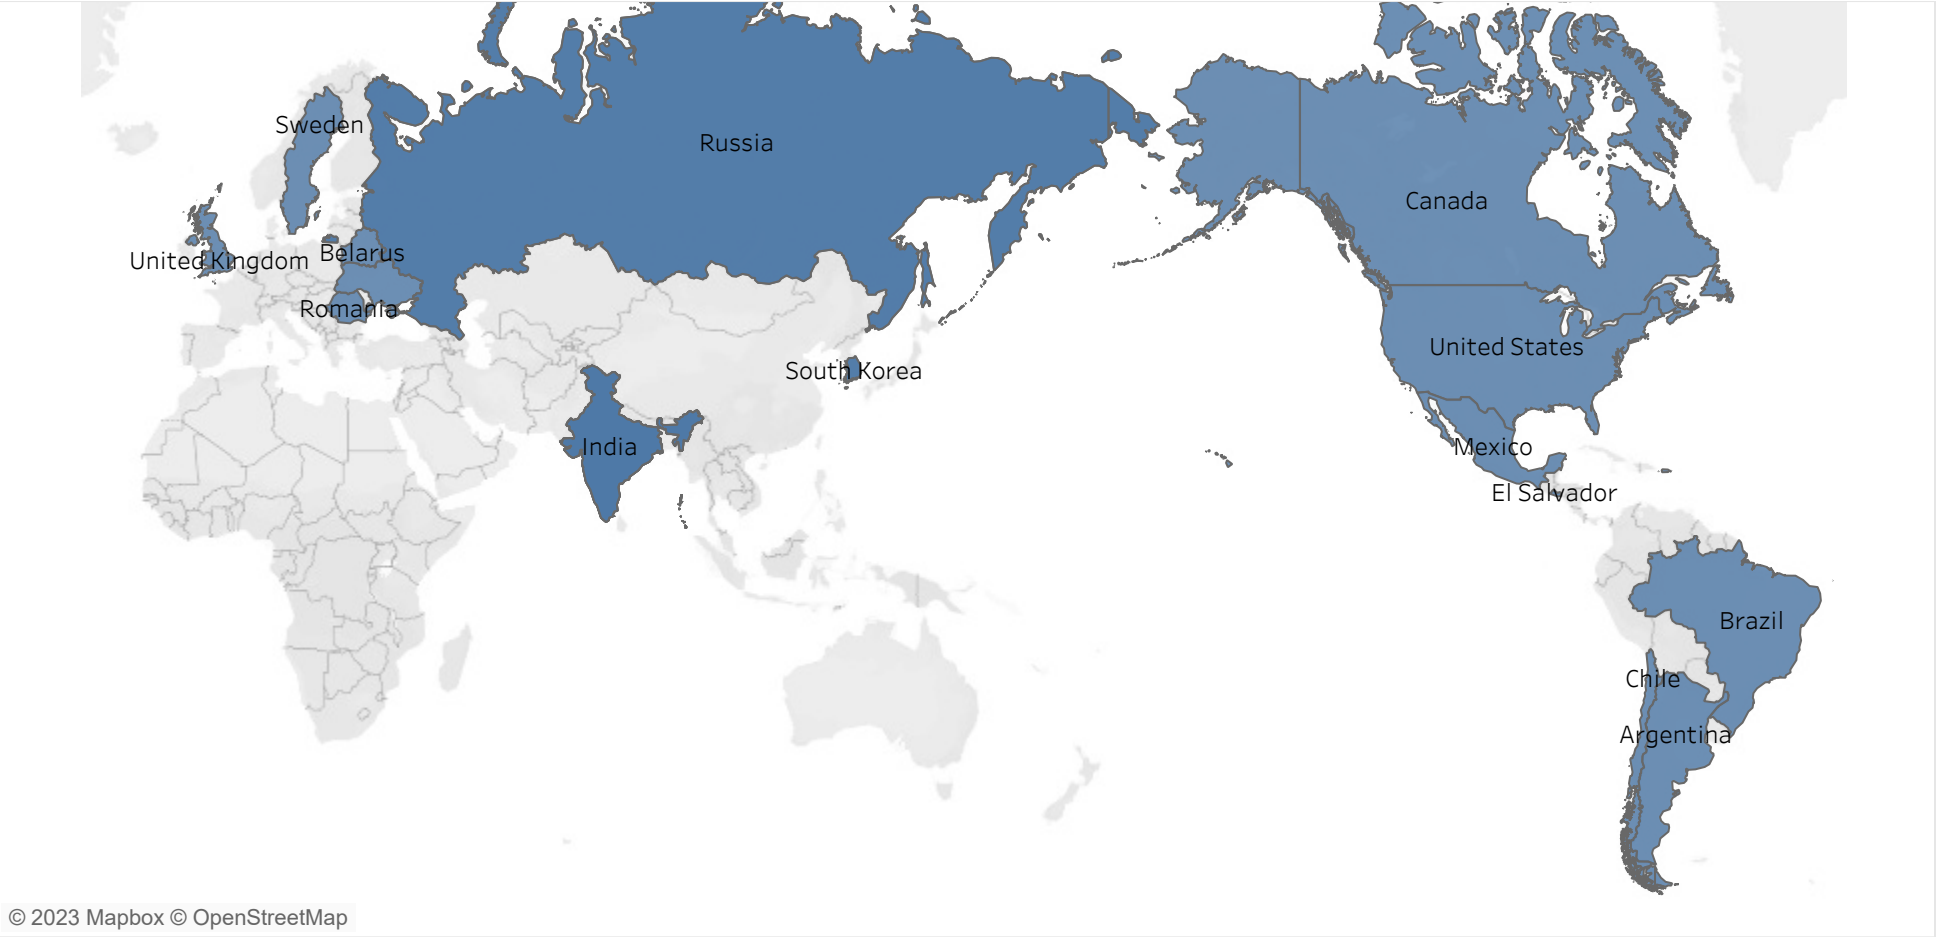 Sweden
Russia
Canada
United Kingdom
Belarus
Romania
United States
South Korea
India
Mexico
El Salvador
Brazil
Chile
Argentina
© 2023 Mapbox © OpenStreetMap